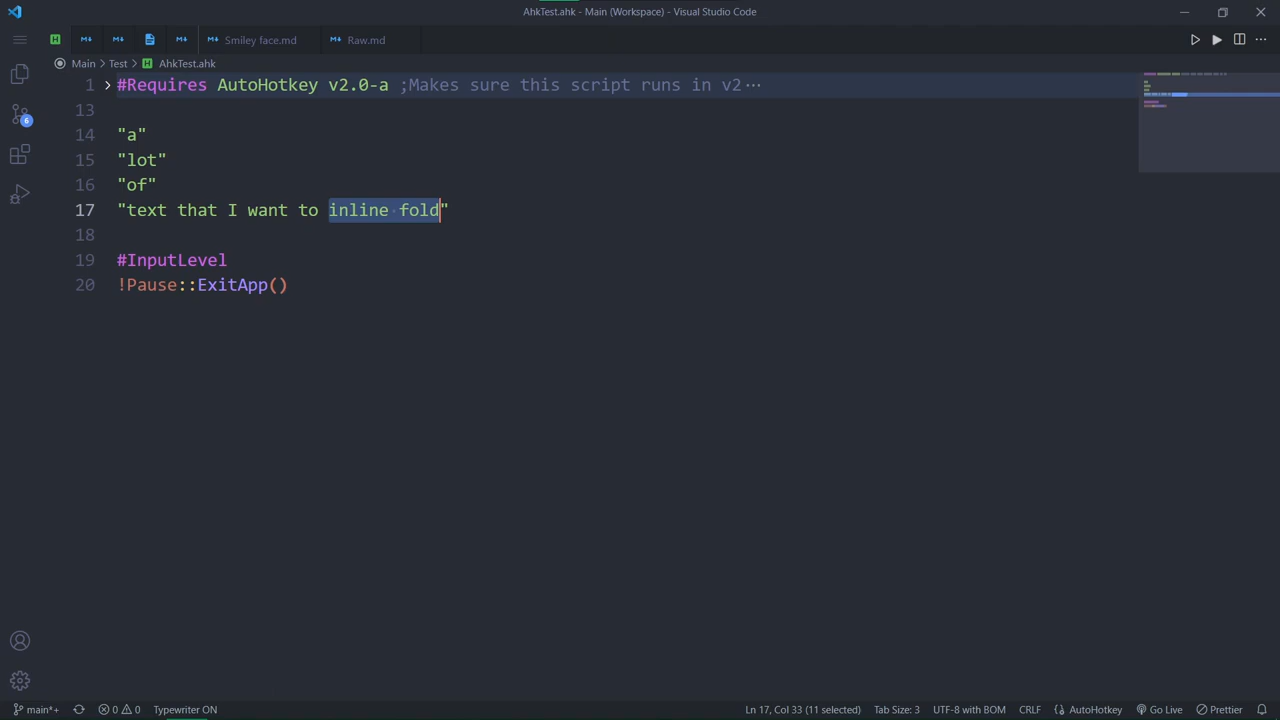 AhkTest.ahk - Main (Workspace) - Visual Studio Code
Smiley face.md Raw.md
Main > Test > AhkTest.ahk
1 #Requires AutoHotkey v2.0-a ;Makes sure this script runs in v2···
13
14 "a"
15 "lot"
16 "of"
17 "text that I want to inline·fold"
18
19 #InputLevel
20 !Pause::ExitApp()
6
main*+ 0 0 Typewriter ON Ln 17, Col 33 (11 selected) Tab Size: 3 UTF-8 with BOM CRLF AutoHotkey Go Live Prettier